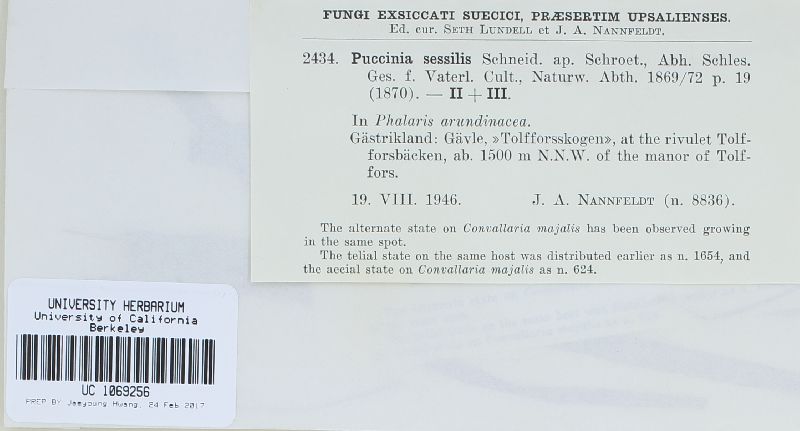 FUNGI EXSICCATI SUECICI, PRÆSERTIM UPSALIENSES.
Ed. cur. SETH LUNDELL et J. A. NANNFELDT.
2434. Puccinia sessilis Schneid. ap. Schroet., Abh. Schles.
Ges. f. Vaterl. Cult., Naturw. Abth. 1869/72 p. 19
(1870). — II + III.
In Phalaris arundinacea.
Gästrikland: Gävle, »Tolfforsskogen», at the rivulet Tolf-
forsbäcken, ab. 1500 m N.N.W. of the manor of Tolf-
fors.
19. VIII. 1946. J. A. NANNFELDT (n. 8836).
The alternate state on Convallaria majalis has been observed growing
in the same spot.
The telial state on the same host was distributed earlier as n. 1654, and
the aecial state on Convallaria majalis as n. 624.
UNIVERSITY HERBARIUM
University of California
Berkeley
UC 1069256
PREP BY Jaeyoung Hwang, 24 Feb 2017